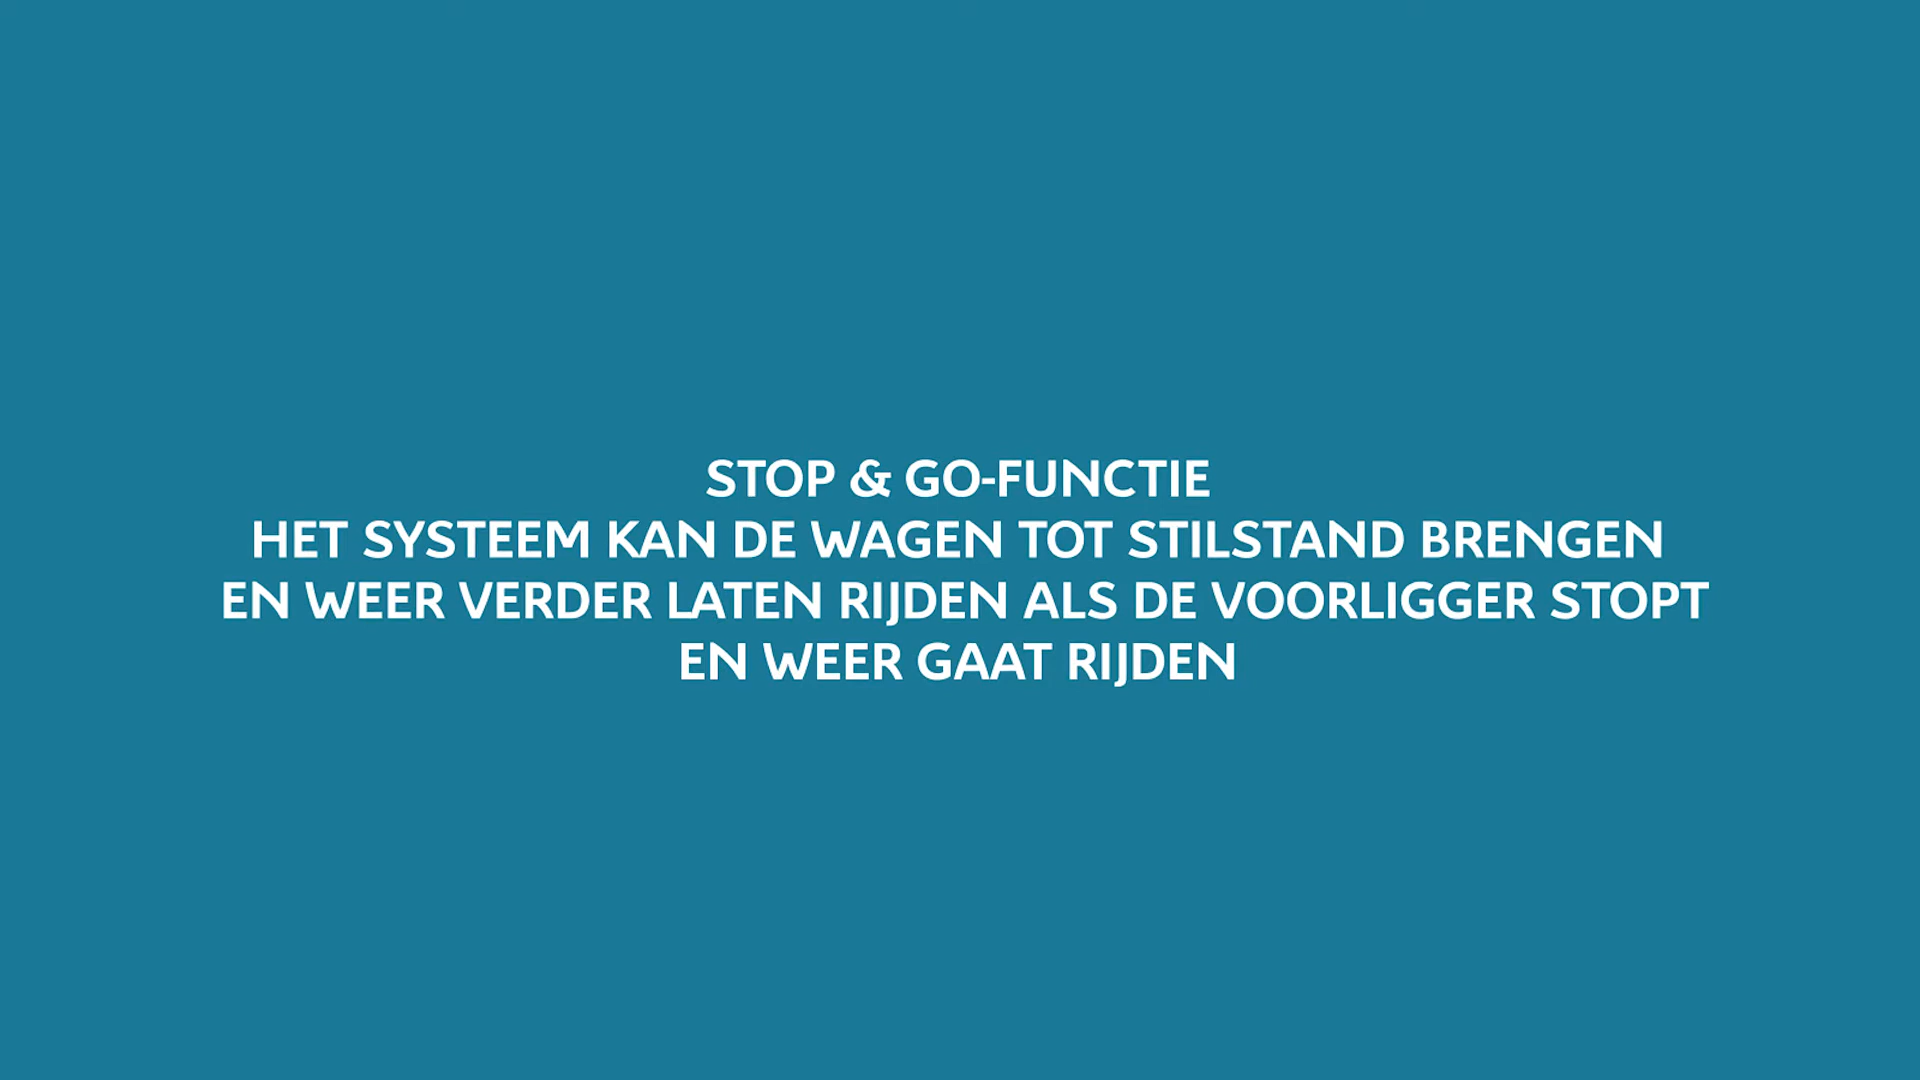 STOP & GO-FUNCTIE
HET SYSTEEM KAN DE WAGEN TOT STILSTAND BRENGEN
EN WEER VERDER LATEN RIJDEN ALS DE VOORLIGGER STOPT
EN WEER GAAT RIJDEN